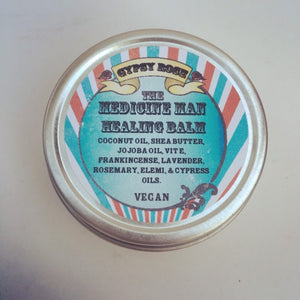 GYPSY ROSE
THE
MEDICINE MAN
HEALING BALM
COCONUT OIL, SHEA BUTTER,
JOJOBA OIL, VIT E,
FRANKINCENSE, LAVENDER,
ROSEMARY, ELEMI, & CYPRESS
OILS.
VEGAN